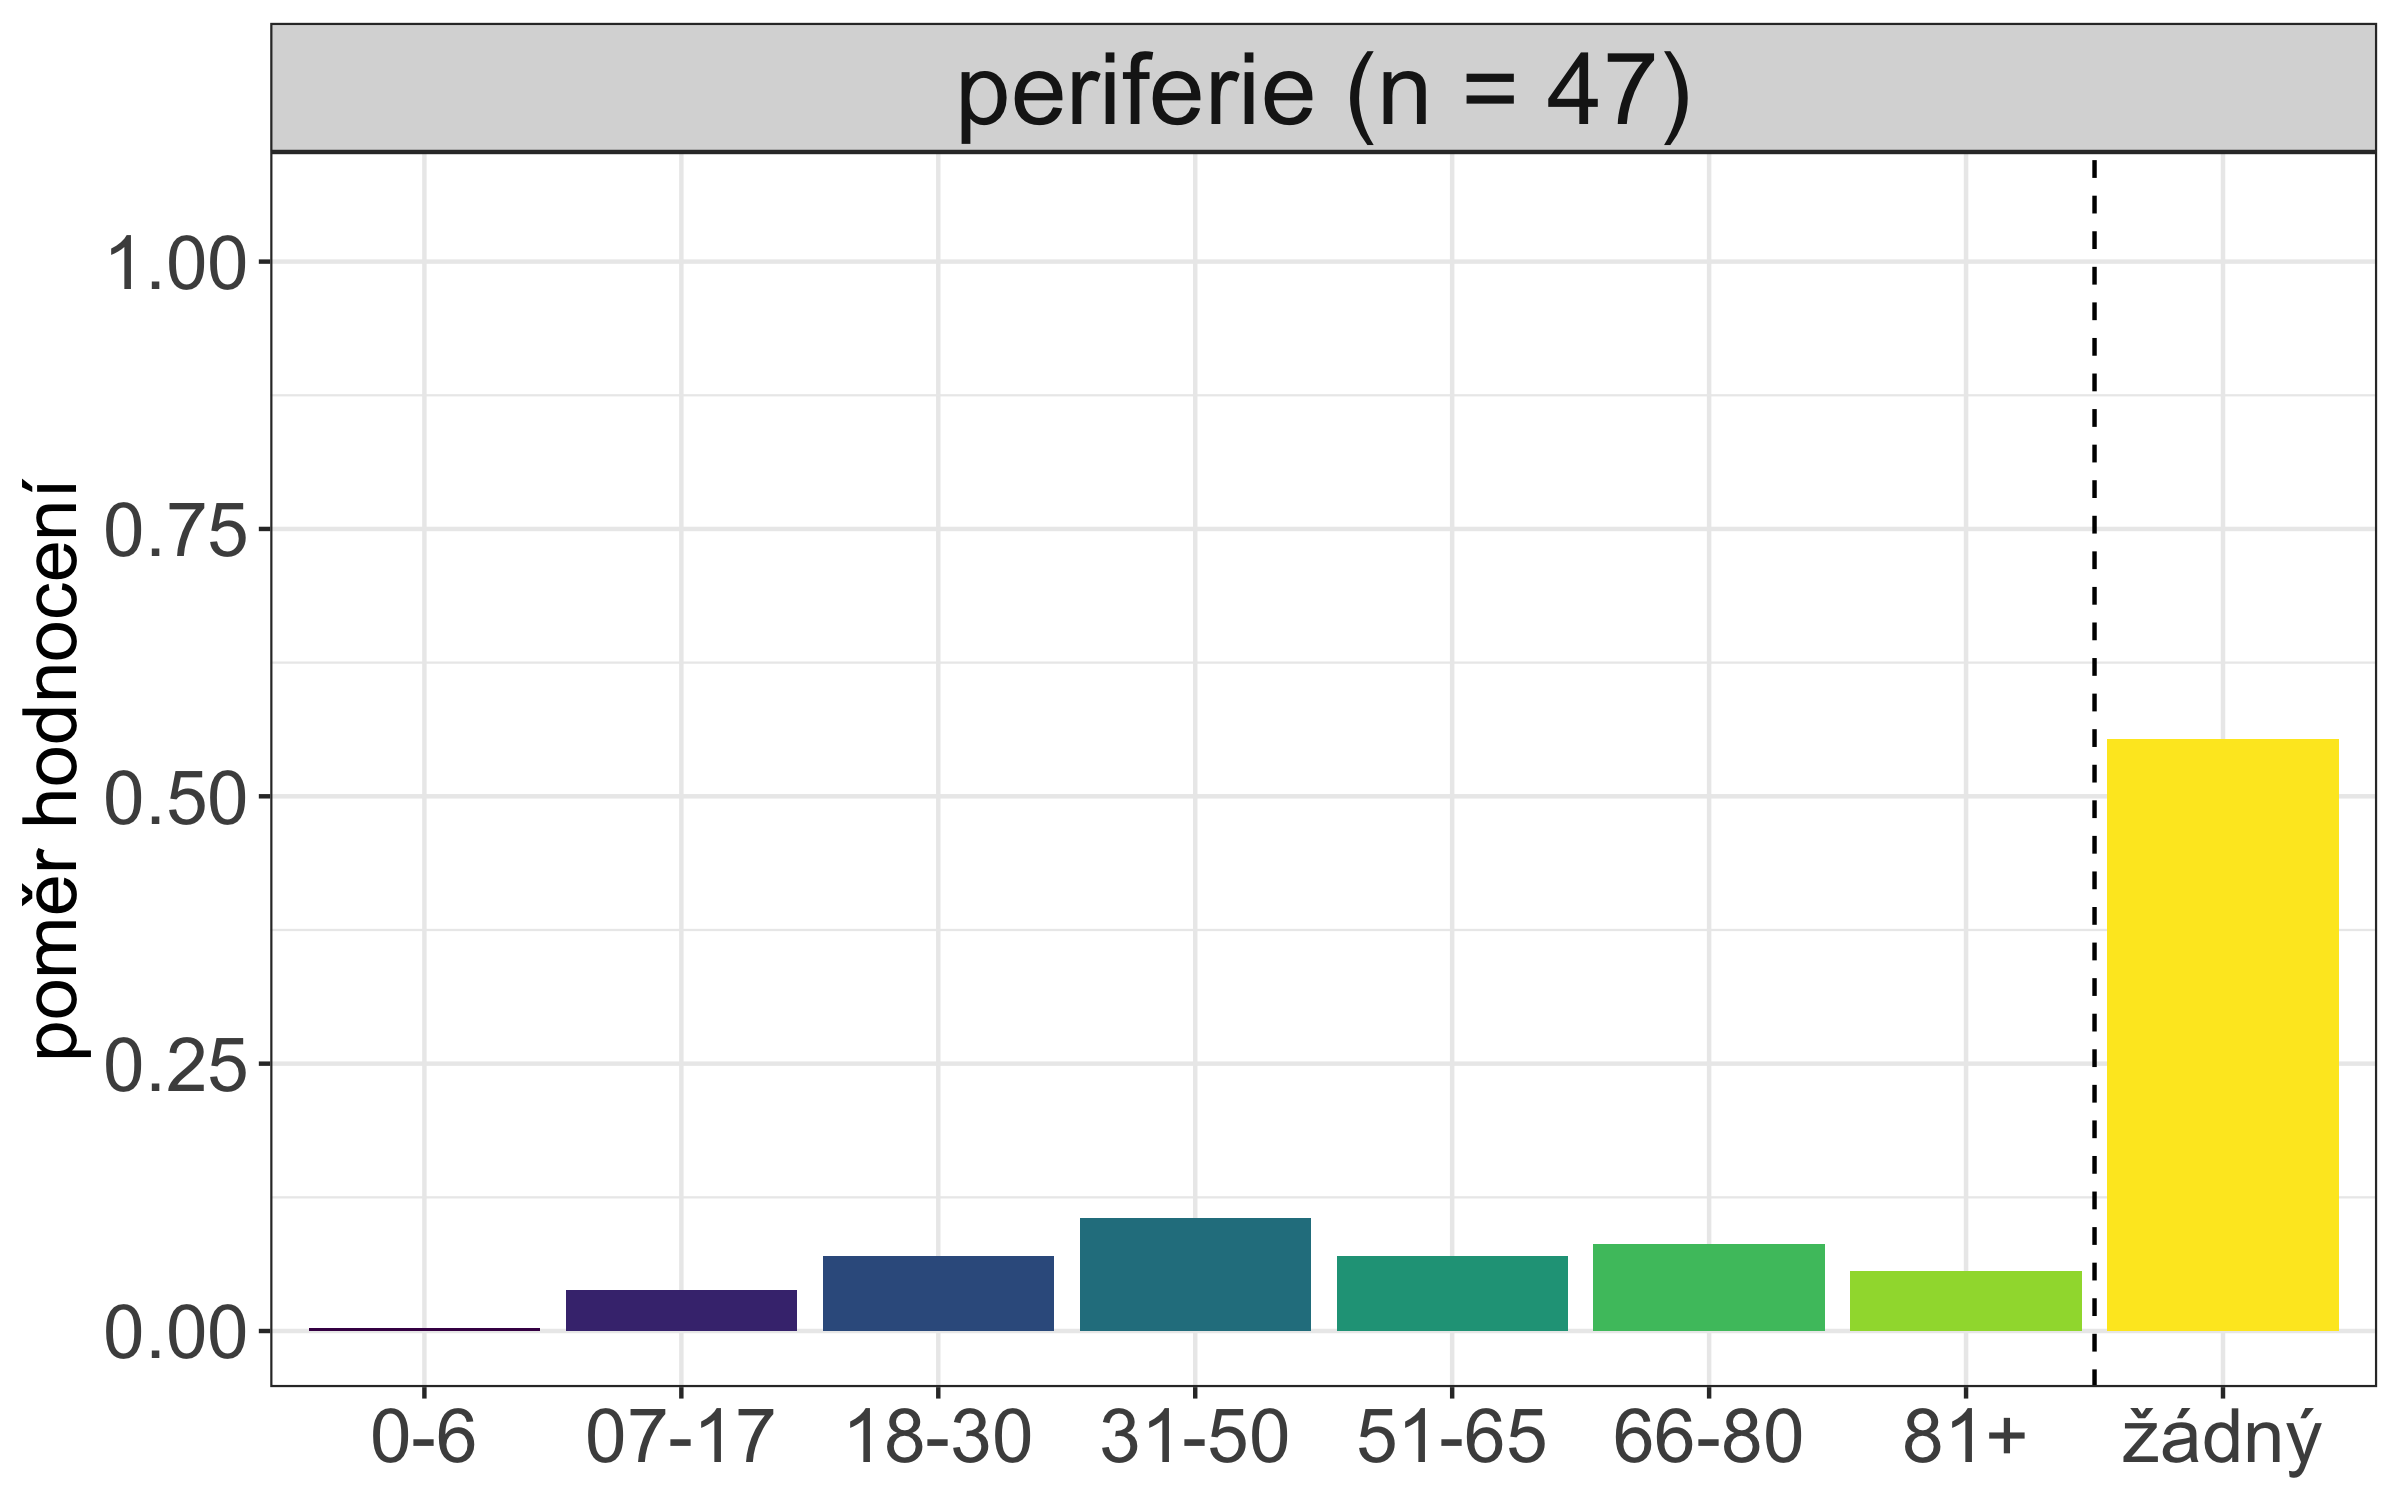 periferie (n = 47)
poměr hodnocení
1.00
0.75
0.50
0.25
0.00
0-6 07-17 18-30 31-50 51-65 66-80 81+ žádný